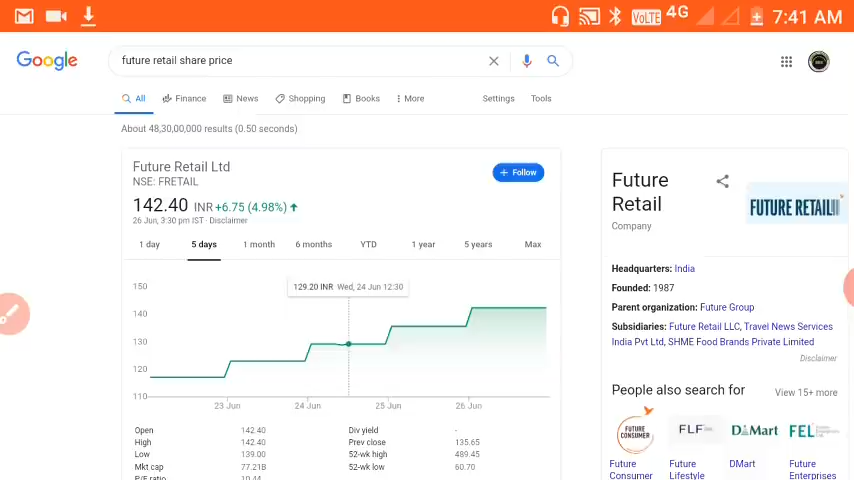 VoLTE 4G 7:41 AM
Google
future retail share price
All Finance News Shopping Books More Settings Tools
About 48,30,00,000 results (0.50 seconds)
Future Retail Ltd
NSE: FRETAIL
+ Follow
142.40 INR +6.75 (4.98%)
26 Jun, 3:30 pm IST · Disclaimer
1 day 5 days 1 month 6 months YTD 1 year 5 years Max
129.20 INR Wed, 24 Jun 12:30
150
140
130
120
110
23 Jun 24 Jun 25 Jun 26 Jun
Open 142.40 Div yield -
High 142.40 Prev close 135.65
Low 139.00 52-wk high 489.45
Mkt cap 77.21B 52-wk low 60.70
P/E ratio 10.44
Future
Retail
Company
FUTURE RETAIL
Headquarters: India
Founded: 1987
Parent organization: Future Group
Subsidiaries: Future Retail LLC, Travel News Services
India Pvt Ltd, SHME Food Brands Private Limited
Disclaimer
People also search for View 15+ more
FUTURE
CONSUMER
FLF
DMart
FEL
Future
Consumer
Future
Lifestyle
DMart
Future
Enterprises